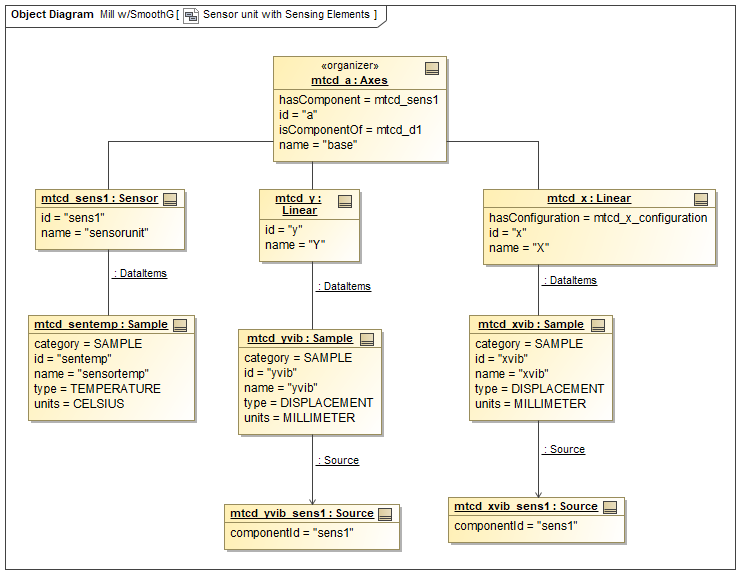 Object Diagram Mill w/SmoothG [ Sensor unit with Sensing Elements ]
«organizer»
mtcd_a : Axes
hasComponent = mtcd_sens1
id = "a"
isComponentOf = mtcd_d1
name = "base"
mtcd_sens1 : Sensor
id = "sens1"
name = "sensorunit"
mtcd_y :
Linear
id = "y"
name = "Y"
mtcd_x : Linear
hasConfiguration = mtcd_x_configuration
id = "x"
name = "X"
: DataItems
: DataItems
: DataItems
mtcd_sentemp : Sample
category = SAMPLE
id = "sentemp"
name = "sensortemp"
type = TEMPERATURE
units = CELSIUS
mtcd_yvib : Sample
category = SAMPLE
id = "yvib"
name = "yvib"
type = DISPLACEMENT
units = MILLIMETER
mtcd_xvib : Sample
category = SAMPLE
id = "xvib"
name = "xvib"
type = DISPLACEMENT
units = MILLIMETER
: Source
: Source
mtcd_yvib_sens1 : Source
componentId = "sens1"
mtcd_xvib_sens1 : Source
componentId = "sens1"